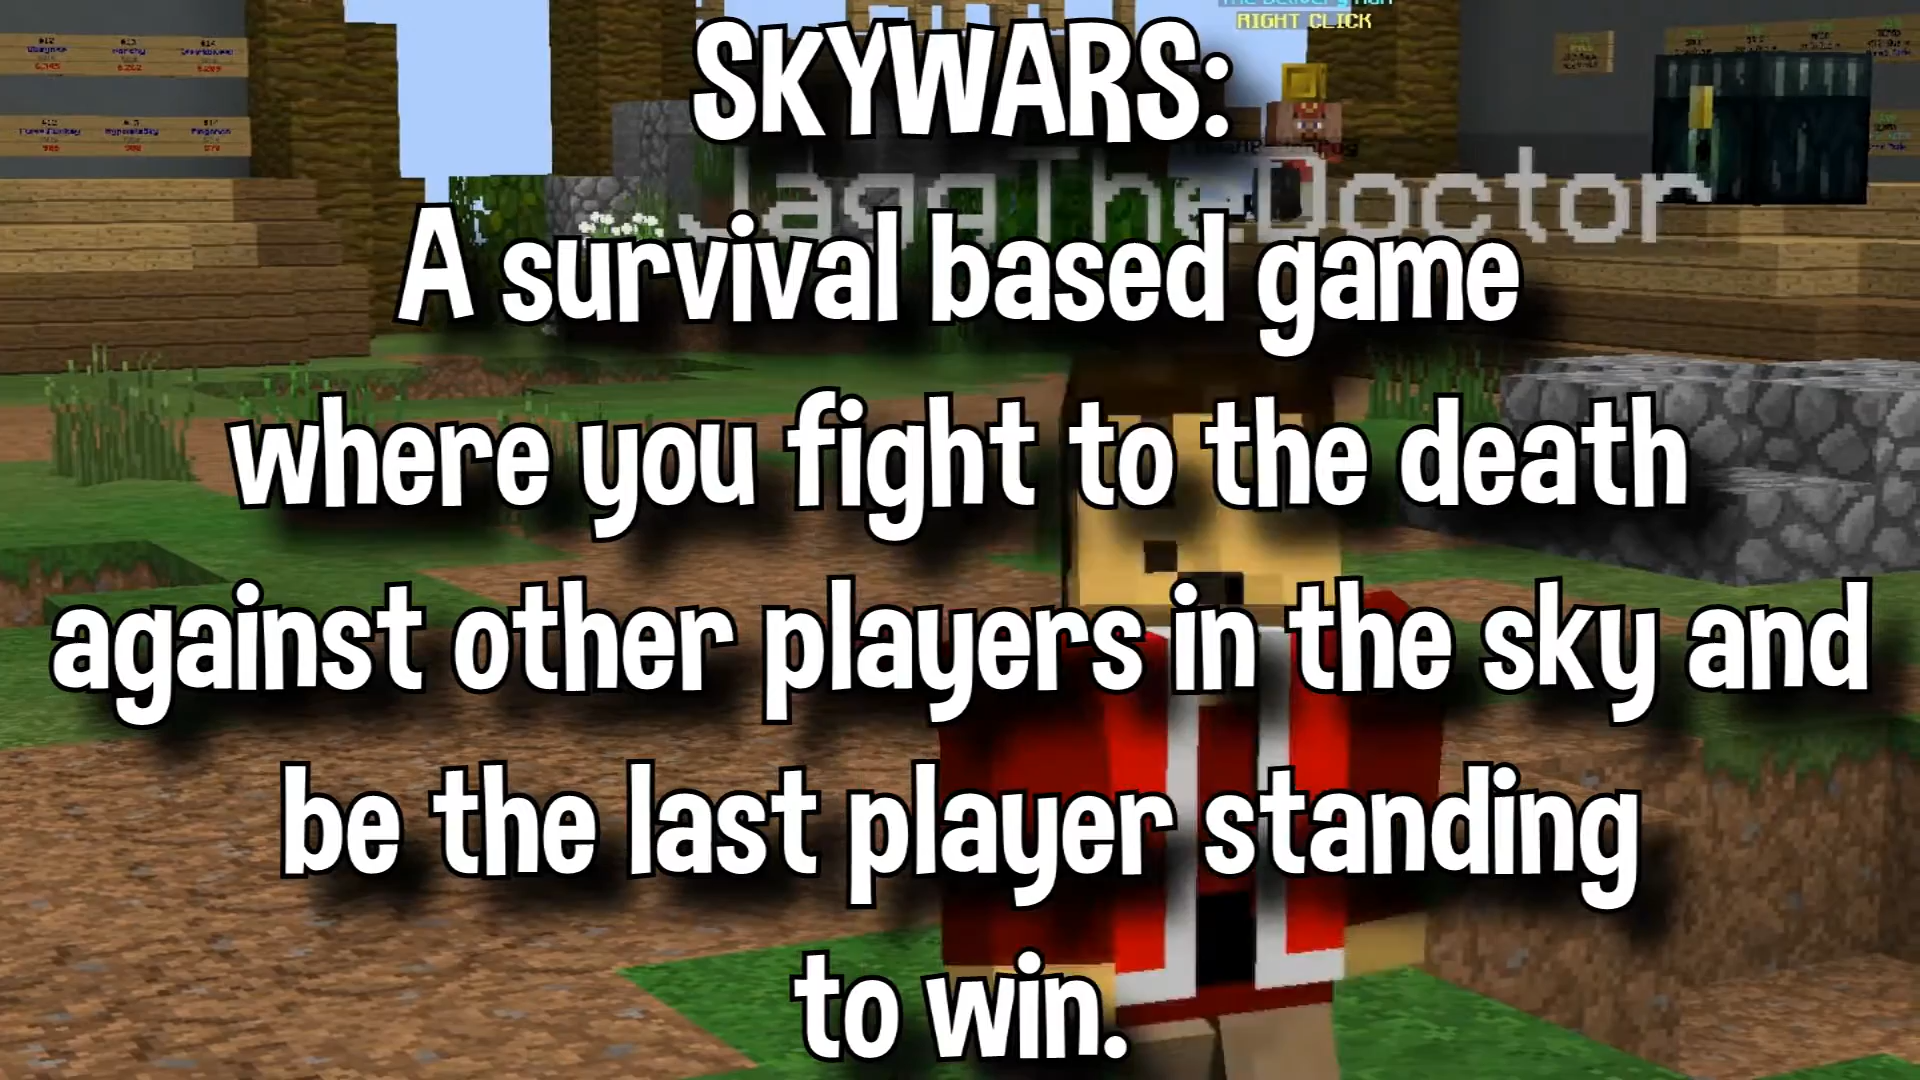 RIGHT CLICK
SKYWARS:
A survival based game
where you fight to the death
against other players in the sky and
be the last player standing
to win.